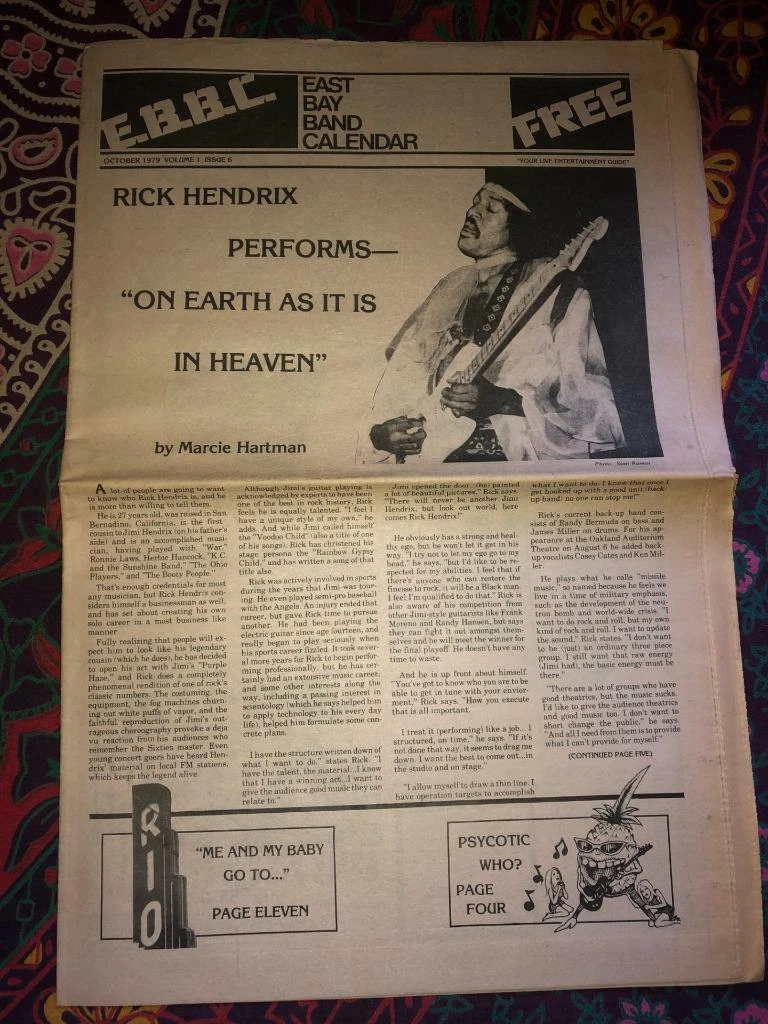 E.B.B.C.
EAST
BAY
BAND
CALENDAR
FREE
OCTOBER 1979 VOLUME 1 ISSUE 6
"YOUR LIVE ENTERTAINMENT GUIDE"
RICK HENDRIX
PERFORMS—
"ON EARTH AS IT IS
IN HEAVEN"
by Marcie Hartman
Photo: Stan Ramon
A lot of people are going to want
to know who Rick Hendrix is, and he
is more than willing to tell them.
He is 27 years old, was raised in San
Bernadino, California, is the first
cousin to Jimi Hendrix (on his father's
side) and is an accomplished musi-
cian, having played with "War,"
Ronnie Laws, Herbie Hancock, "K.C.
and the Sunshine Band," "The Ohio
Players," and "The Booty People."
That's enough credentials for most
any musician, but Rick Hendrix con-
siders himself a businessman as well,
and has set about creating his own
solo career in a most business like
manner.
Fully realizing that people will ex-
pect him to look like his legendary
cousin (which he does), he has decided
to open his act with Jimi's "Purple
Haze," and Rick does a completely
phenomenal rendition of one of rock's
classic numbers. The costuming, the
equipment, the fog machines churn-
ing out white puffs of vapor, and the
faithful reproduction of Jimi's out-
rageous choreography provoke a deja
vu reaction from his audiences who
remember the Sixties master. Even
young concert goers have heard Hen-
drix' material on local FM stations,
which keeps the legend alive.
Although Jimi's guitar playing is
acknowledged by experts to have been
one of the best in rock history, Rick
feels he is equally talented. "I feel I
have a unique style of my own," he
adds. And while Jimi called himself
the "Voodoo Child" (also a title of one
of his songs), Rick has christened his
stage persona the "Rainbow Gypsy
Child," and has written a song of that
title also.
Rick was actively involved in sports
during the years that Jimi was tour-
ing. He even played semi-pro baseball
with the Angels. An injury ended that
career, but gave Rick time to pursue
another. He had been playing the
electric guitar since age fourteen, and
really began to play seriously when
his sports career fizzled. It took sever-
al more years for Rick to begin perfor-
ming professionally, but he has cer-
tainly had an extensive music career,
and some other interests along the
way, including a passing interest in
scientology (which he says helped him
to apply technology to his every day
life), helped him formulate some con-
crete plans.
I have the structure written down of
what I want to do," states Rick. "I
have the talent, the material...I know
that I have a winning act...I want to
give the audience good music they can
relate to."
Jimi opened the door...(he) painted
a lot of beautiful pictures," Rick says.
"There will never be another Jimi
Hendrix, but look out world, here
comes Rick Hendrix!"
He obviously has a strong and heal-
thy ego, but he won't let it get in his
way. "I try not to let my ego go to my
head," he says, "but I'd like to be re-
spected for my abilities. I feel that if
there's anyone who can restore the
finesse to rock, it will be a Black man.
I feel I'm qualified to do that." Rick is
also aware of his competition from
other Jimi-style guitarists like Frank
Moreno and Randy Hansen, but says
they can fight it out amongst them-
selves and he will meet the winner for
the final playoff. He doesn't have any
time to waste.
And he is up front about himself.
"You've got to know who you are to be
able to get in tune with your envior-
ment," Rick says. "How you execute
that is all important.
I treat it (performing) like a job... I
structured, on time," he says. "If it's
not done that way, it seems to drag me
down. I want the best to come out...in
the studio and on stage."
"I allow myself to draw a thin line. I
have operation targets to accomplish
what I want to do. I know that once I
get hooked up with a good unit (back-
up band) no one can stop me!"
Rick's current back-up band con-
sists of Randy Bermuda on bass and
James Miller on drums. For his ap-
pearance at the Oakland Auditorium
Theatre on August 6 he added back-
up vocalists Casey Cates and Ken Mil-
ler.
He plays what he calls "missile
music," so named because he feels we
live in a time of military emphasis,
such as the development of the neu-
tron bomb and world-wide crisis. "I
want to do rock and roll, but my own
kind of rock and roll. I want to update
the sound," Rick states. "I don't want
to be (just) an ordinary three piece
group. I still want that raw energy
(Jimi had), the basic energy must be
there."
"There are a lot of groups who have
good theatrics, but the music sucks.
I'd like to give the audience theatrics
and good music too. I don't want to
short change the public," he says.
"And all I need from them is to provide
what I can't provide for myself."
(CONTINUED PAGE FIVE)
RIO
"ME AND MY BABY
GO TO..."
PAGE ELEVEN
PSYCOTIC
WHO?
PAGE
FOUR